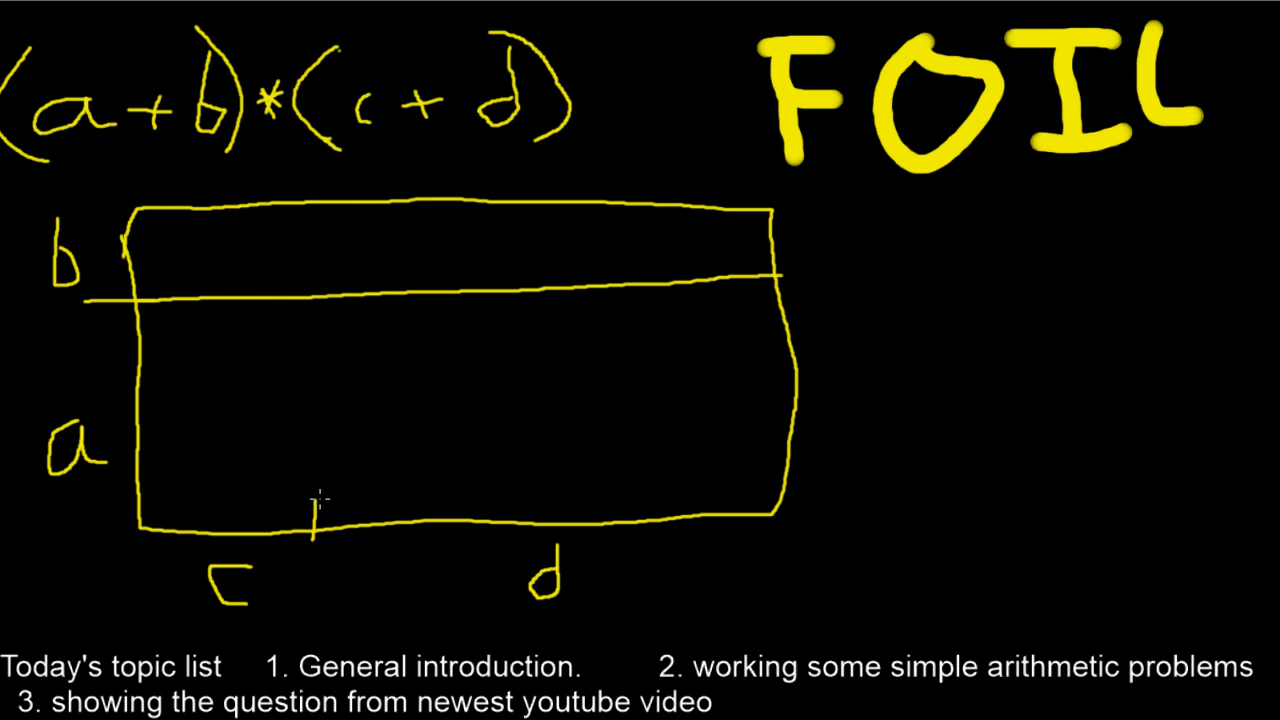 (a+b)*(c+d)
FOIL
b
a
c
d
Today's topic list 1. General introduction. 2. working some simple arithmetic problems
3. showing the question from newest youtube video